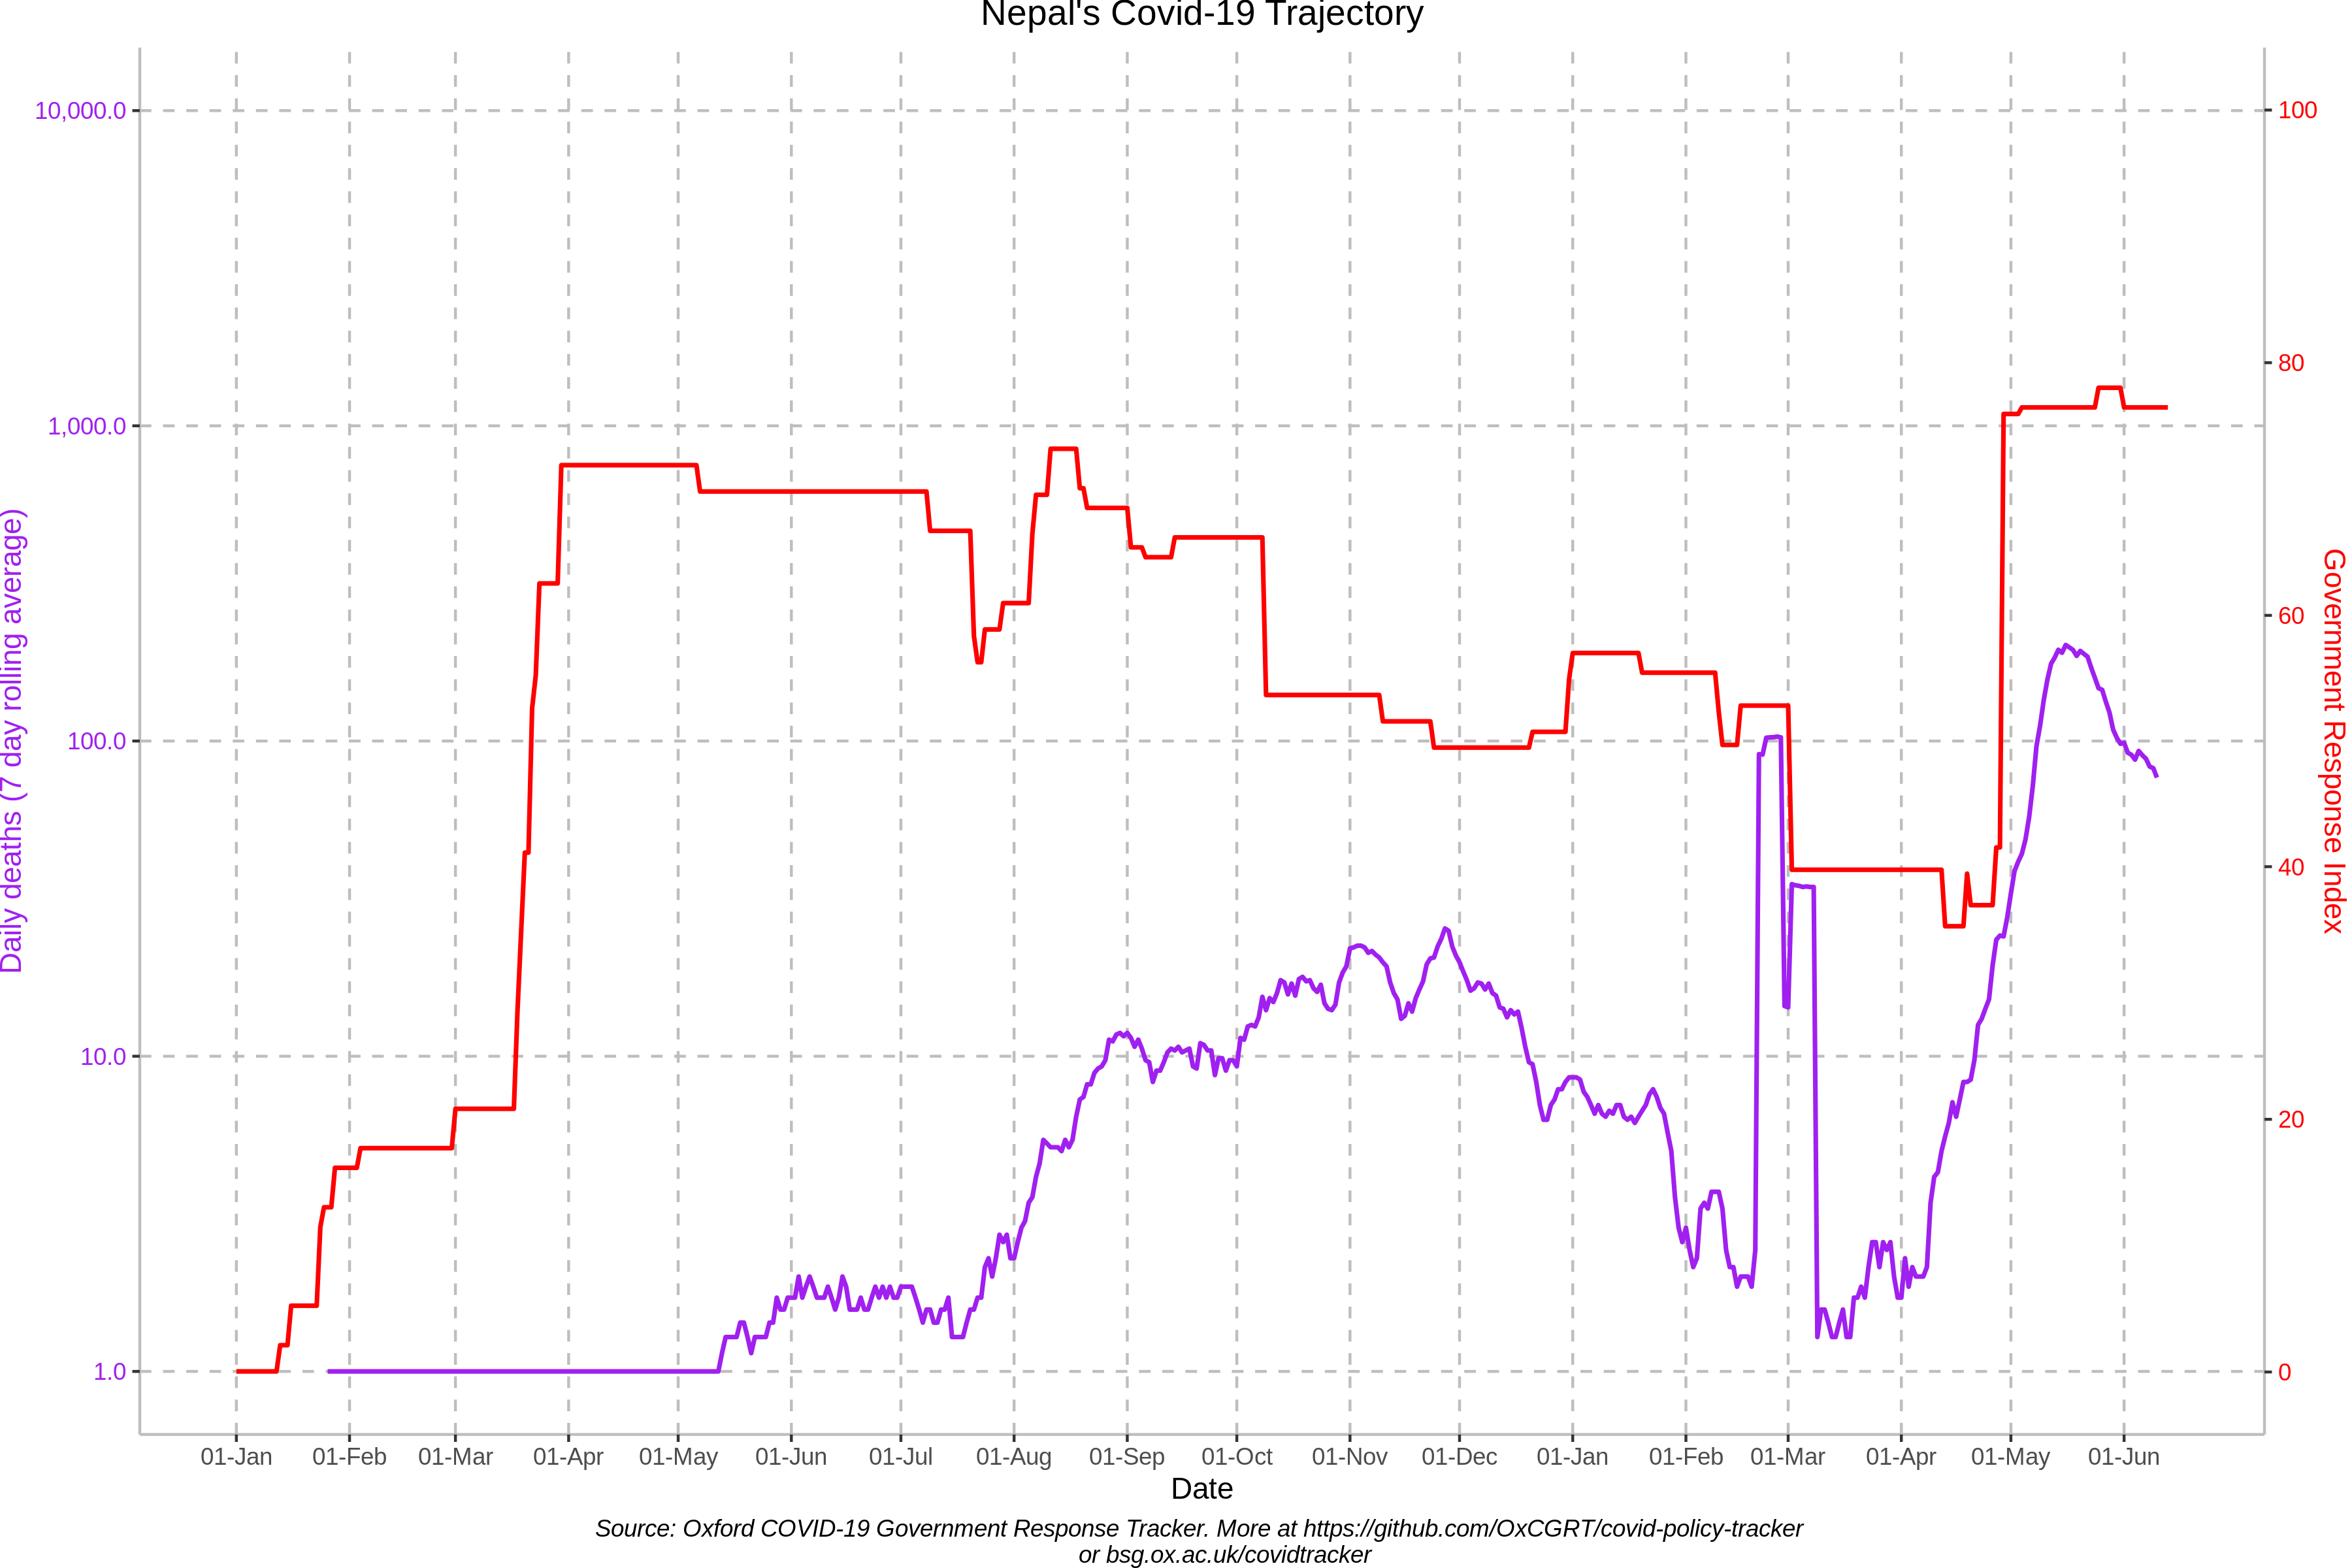 Nepal's Covid-19 Trajectory
10,000.0
1,000.0
100.0
10.0
1.0
Daily deaths (7 day rolling average)
100
80
60
40
20
0
Government Response Index
01-Jan 01-Feb 01-Mar 01-Apr 01-May 01-Jun 01-Jul 01-Aug 01-Sep 01-Oct 01-Nov 01-Dec 01-Jan 01-Feb 01-Mar 01-Apr 01-May 01-Jun
Date
Source: Oxford COVID-19 Government Response Tracker. More at https://github.com/OxCGRT/covid-policy-tracker
or bsg.ox.ac.uk/covidtracker